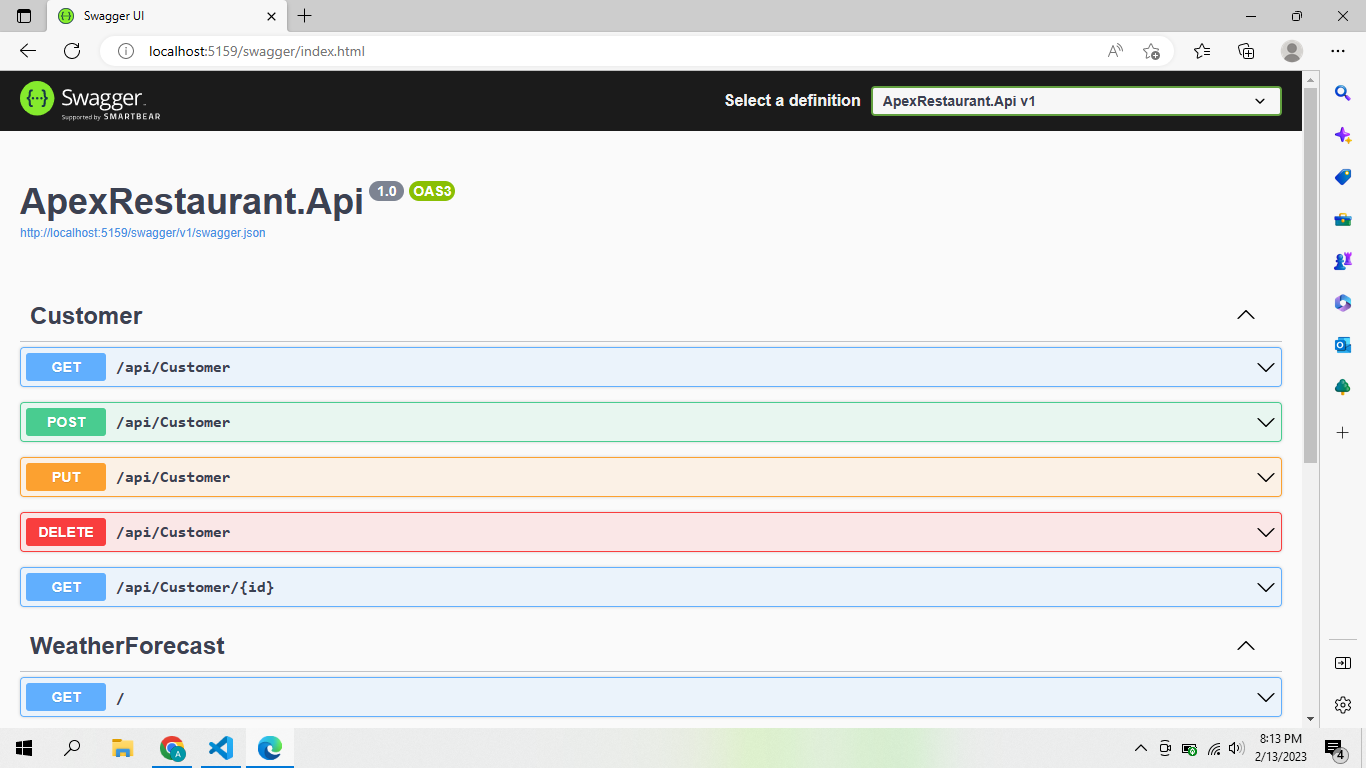 Swagger UI
localhost:5159/swagger/index.html
Swagger
Supported by SMARTBEAR
Select a definition
ApexRestaurant.Api v1
ApexRestaurant.Api 1.0 OAS3
http://localhost:5159/swagger/v1/swagger.json
Customer
GET /api/Customer
POST /api/Customer
PUT /api/Customer
DELETE /api/Customer
GET /api/Customer/{id}
WeatherForecast
GET /
A
8:13 PM
2/13/2023
4